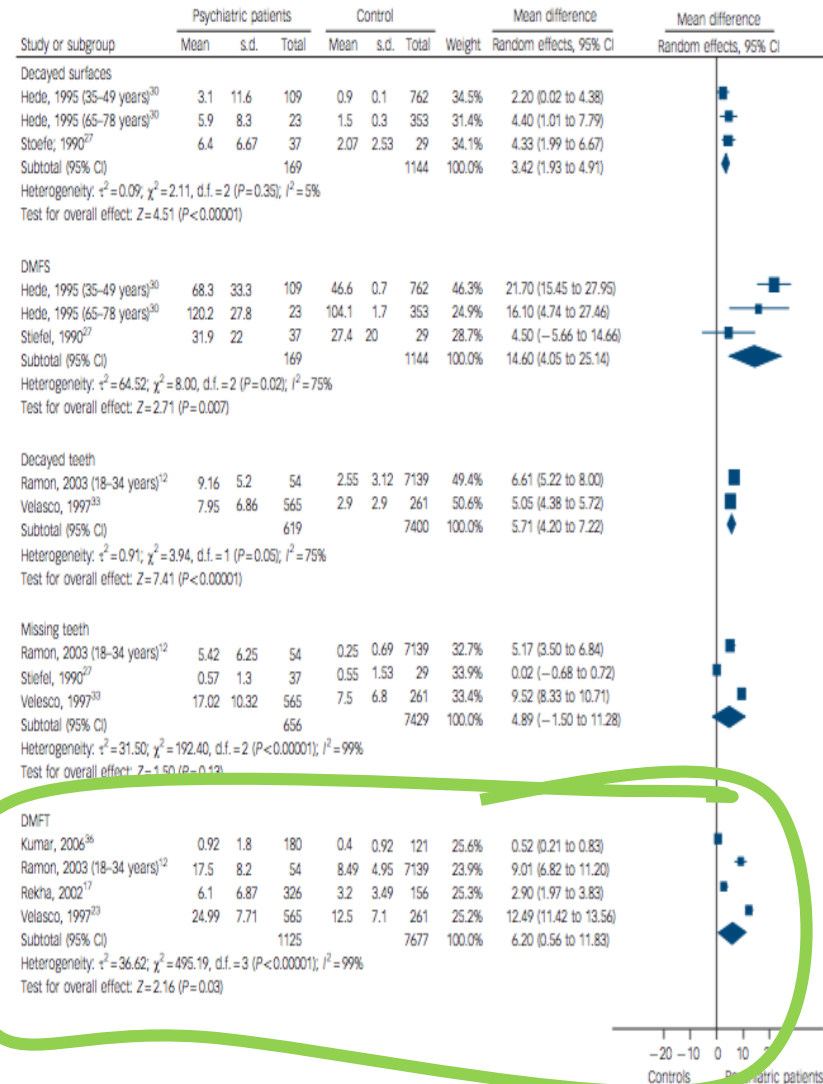 Psychiatric patients Control Mean difference Mean difference
Study or subgroup Mean s.d. Total Mean s.d. Total Weight Random effects, 95% CI Random effects, 95% CI
Decayed surfaces
Hede, 1995 (35–49 years)30 3.1 11.6 109 0.9 0.1 762 34.5% 2.20 (0.02 to 4.38)
Hede, 1995 (65–78 years)30 5.9 8.3 23 1.5 0.3 353 31.4% 4.40 (1.01 to 7.79)
Stoefe, 199027 6.4 6.67 37 2.07 2.53 29 34.1% 4.33 (1.99 to 6.67)
Subtotal (95% CI) 169 1144 100.0% 3.42 (1.93 to 4.91)
Heterogeneity: τ2=0.09; χ2=2.11, d.f.=2 (P=0.35); I2=5%
Test for overall effect: Z=4.51 (P<0.00001)
DMFS
Hede, 1995 (35–49 years)30 68.3 33.3 109 46.6 0.7 762 46.3% 21.70 (15.45 to 27.95)
Hede, 1995 (65–78 years)30 120.2 27.8 23 104.1 1.7 353 24.9% 16.10 (4.74 to 27.46)
Stiefel, 199027 31.9 22 37 27.4 20 29 28.7% 4.50 (−5.66 to 14.66)
Subtotal (95% CI) 169 1144 100.0% 14.60 (4.05 to 25.14)
Heterogeneity: τ2=64.52; χ2=8.00, d.f.=2 (P=0.02); I2=75%
Test for overall effect: Z=2.71 (P=0.007)
Decayed teeth
Ramon, 2003 (18–34 years)12 9.16 5.2 54 2.55 3.12 7139 49.4% 6.61 (5.22 to 8.00)
Velasco, 199733 7.95 6.86 565 2.9 2.9 261 50.6% 5.05 (4.38 to 5.72)
Subtotal (95% CI) 619 7400 100.0% 5.71 (4.20 to 7.22)
Heterogeneity: τ2=0.91; χ2=3.94, d.f.=1 (P=0.05); I2=75%
Test for overall effect: Z=7.41 (P<0.00001)
Missing teeth
Ramon, 2003 (18–34 years)12 5.42 6.25 54 0.25 0.69 7139 32.7% 5.17 (3.50 to 6.84)
Stiefel, 199027 0.57 1.3 37 0.55 1.53 29 33.9% 0.02 (−0.68 to 0.72)
Velesco, 199733 17.02 10.32 565 7.5 6.8 261 33.4% 9.52 (8.33 to 10.71)
Subtotal (95% CI) 656 7429 100.0% 4.89 (−1.50 to 11.28)
Heterogeneity: τ2=31.50; χ2=192.40, d.f.=2 (P<0.00001); I2=99%
Test for overall effect: Z=1.50 (P=0.13)
DMFT
Kumar, 200636 0.92 1.8 180 0.4 0.92 121 25.6% 0.52 (0.21 to 0.83)
Ramon, 2003 (18–34 years)12 17.5 8.2 54 8.49 4.95 7139 23.9% 9.01 (6.82 to 11.20)
Rekha, 200217 6.1 6.87 326 3.2 3.49 156 25.3% 2.90 (1.97 to 3.83)
Velasco, 199723 24.99 7.71 565 12.5 7.1 261 25.2% 12.49 (11.42 to 13.56)
Subtotal (95% CI) 1125 7677 100.0% 6.20 (0.56 to 11.83)
Heterogeneity: τ2=36.62; χ2=495.19, d.f.=3 (P<0.00001); I2=99%
Test for overall effect: Z=2.16 (P=0.03)
−20 −10 0 10
Controls patients